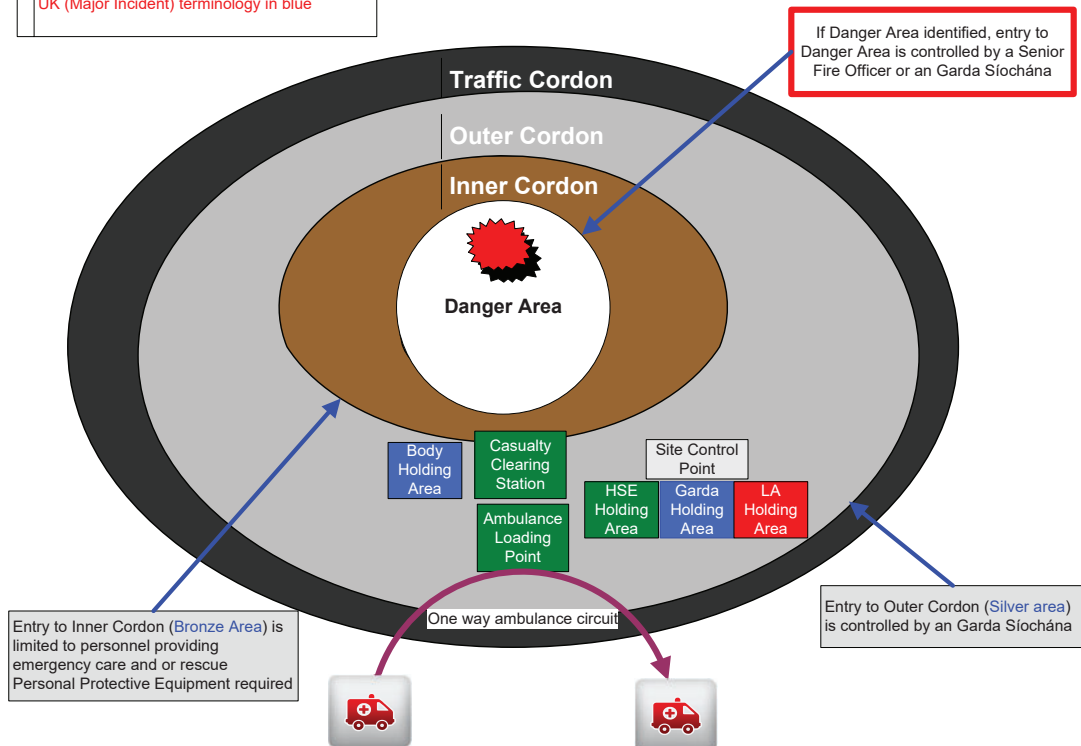 UK (Major Incident) terminology in blue
If Danger Area identified, entry to
Danger Area is controlled by a Senior
Fire Officer or an Garda Síochána
Traffic Cordon
Outer Cordon
Inner Cordon
Danger Area
Body
Holding
Area
Casualty
Clearing
Station
Site Control
Point
HSE
Holding
Area
Garda
Holding
Area
LA
Holding
Area
Ambulance
Loading
Point
One way ambulance circuit
Entry to Inner Cordon (Bronze Area) is
limited to personnel providing
emergency care and or rescue
Personal Protective Equipment required
Entry to Outer Cordon (Silver area)
is controlled by an Garda Síochána